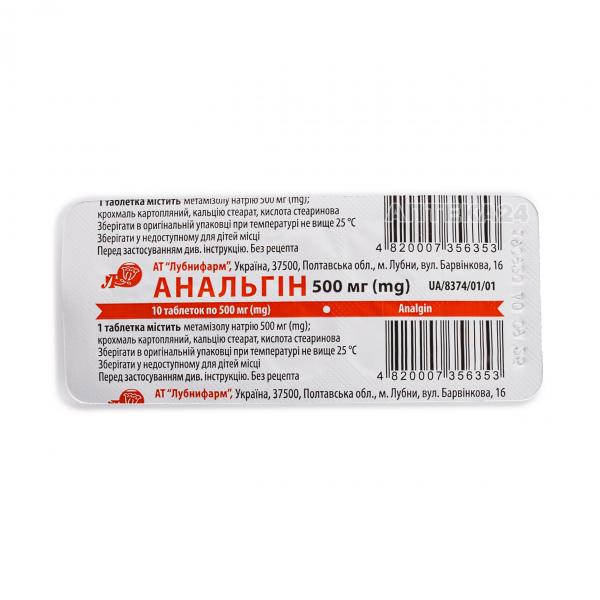 1 таблетка містить метамізолу натрію 500 мг (mg);
крохмаль картопляний, кальцію стеарат, кислота стеаринова
Зберігати в оригінальній упаковці при температурі не вище 25 °С
Зберігати у недоступному для дітей місці
Перед застосуванням див. інструкцію. Без рецепта
4 820007 356353
АПТЕКА24
АТ "Лубнифарм", Україна, 37500, Полтавська обл., м. Лубни, вул. Барвінкова, 16
АНАЛЬГІН 500 мг (mg) UA/8374/01/01
10 таблеток по 500 мг (mg) Analgin
1 таблетка містить метамізолу натрію 500 мг (mg);
крохмаль картопляний, кальцію стеарат, кислота стеаринова
Зберігати в оригінальній упаковці при температурі не вище 25 °С
Зберігати у недоступному для дітей місці
Перед застосуванням див. інструкцію. Без рецепта
4 820007 356353
АТ "Лубнифарм", Україна, 37500, Полтавська обл., м. Лубни, вул. Барвінкова, 16